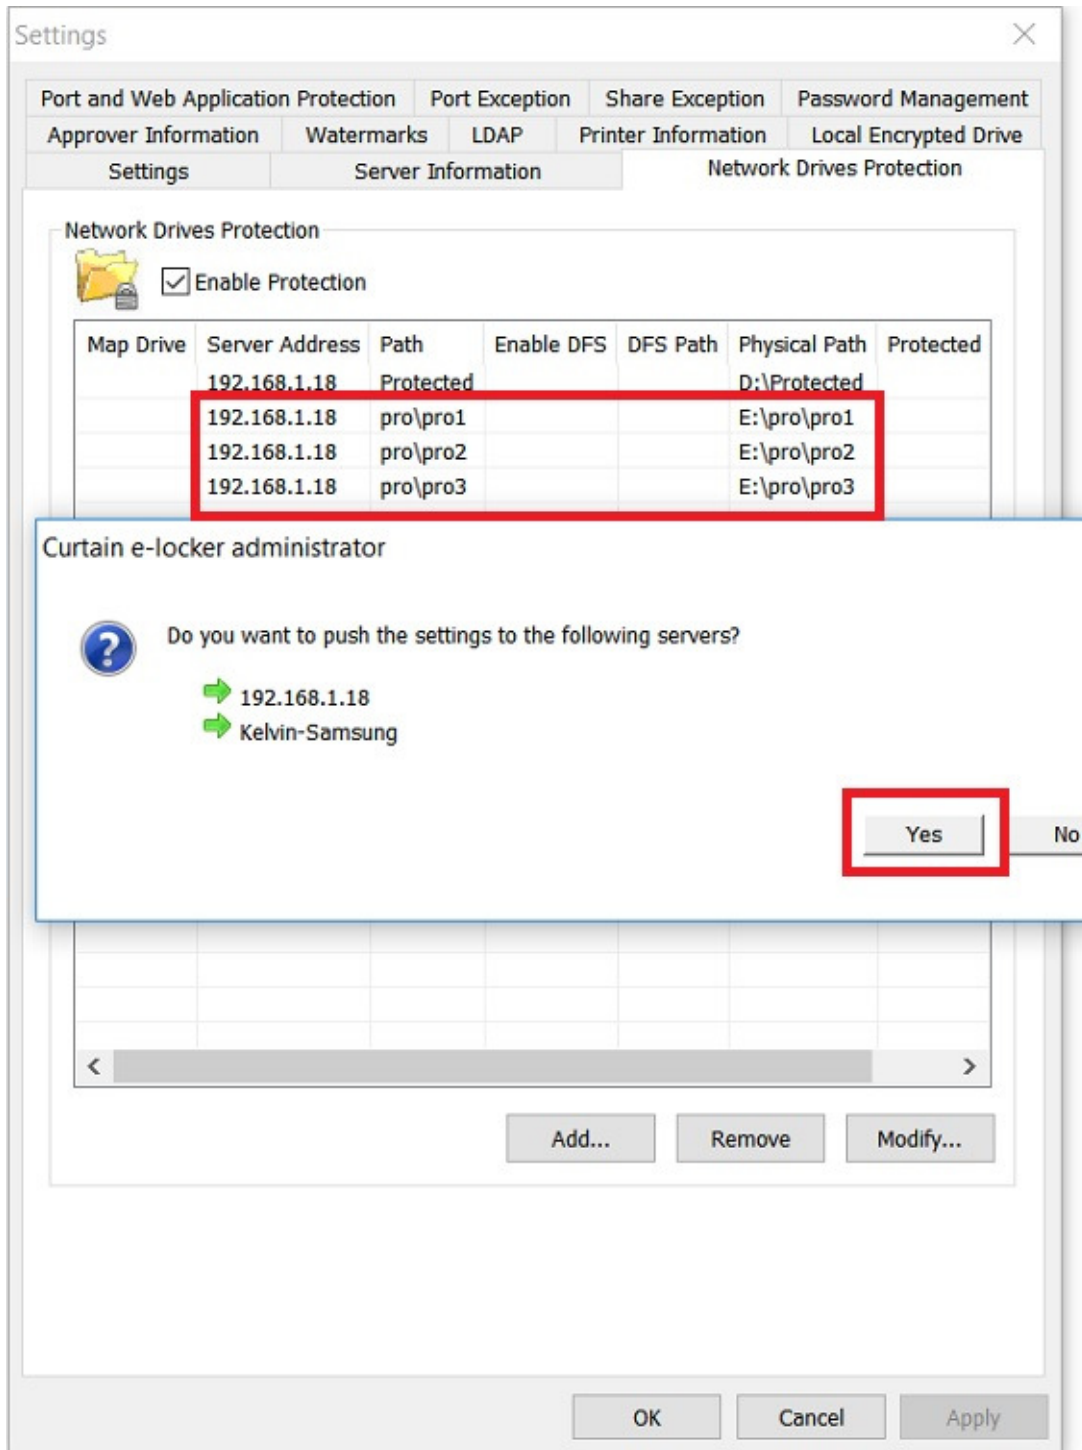 Settings
Port and Web Application Protection Port Exception Share Exception Password Management
Approver Information Watermarks LDAP Printer Information Local Encrypted Drive
Settings Server Information Network Drives Protection
Network Drives Protection
Enable Protection
Map Drive Server Address Path Enable DFS DFS Path Physical Path Protected
192.168.1.18 Protected D:\Protected
192.168.1.18 pro\pro1 E:\pro\pro1
192.168.1.18 pro\pro2 E:\pro\pro2
192.168.1.18 pro\pro3 E:\pro\pro3
Curtain e-locker administrator
Do you want to push the settings to the following servers?
192.168.1.18
Kelvin-Samsung
Yes No
Add... Remove Modify...
OK Cancel Apply